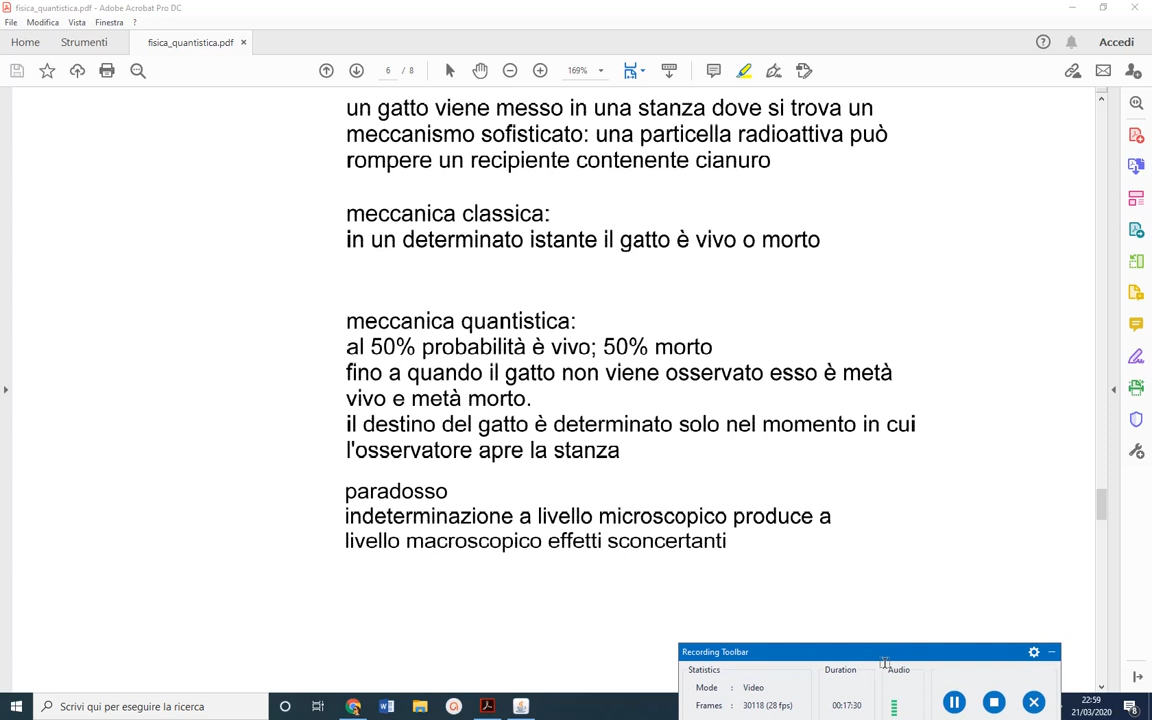 fisica_quantistica.pdf - Adobe Acrobat Pro DC
File Modifica Vista Finestra ?
Home Strumenti fisica_quantistica.pdf × Accedi
6 / 8 169%
un gatto viene messo in una stanza dove si trova un
meccanismo sofisticato: una particella radioattiva può
rompere un recipiente contenente cianuro
meccanica classica:
in un determinato istante il gatto è vivo o morto
meccanica quantistica:
al 50% probabilità è vivo; 50% morto
fino a quando il gatto non viene osservato esso è metà
vivo e metà morto.
il destino del gatto è determinato solo nel momento in cui
l'osservatore apre la stanza
paradosso
indeterminazione a livello microscopico produce a
livello macroscopico effetti sconcertanti
Recording Toolbar
Statistics Duration Audio
Mode : Video
Frames : 30118 (28 fps) 00:17:30
Scrivi qui per eseguire la ricerca
22:59
21/03/2020
8